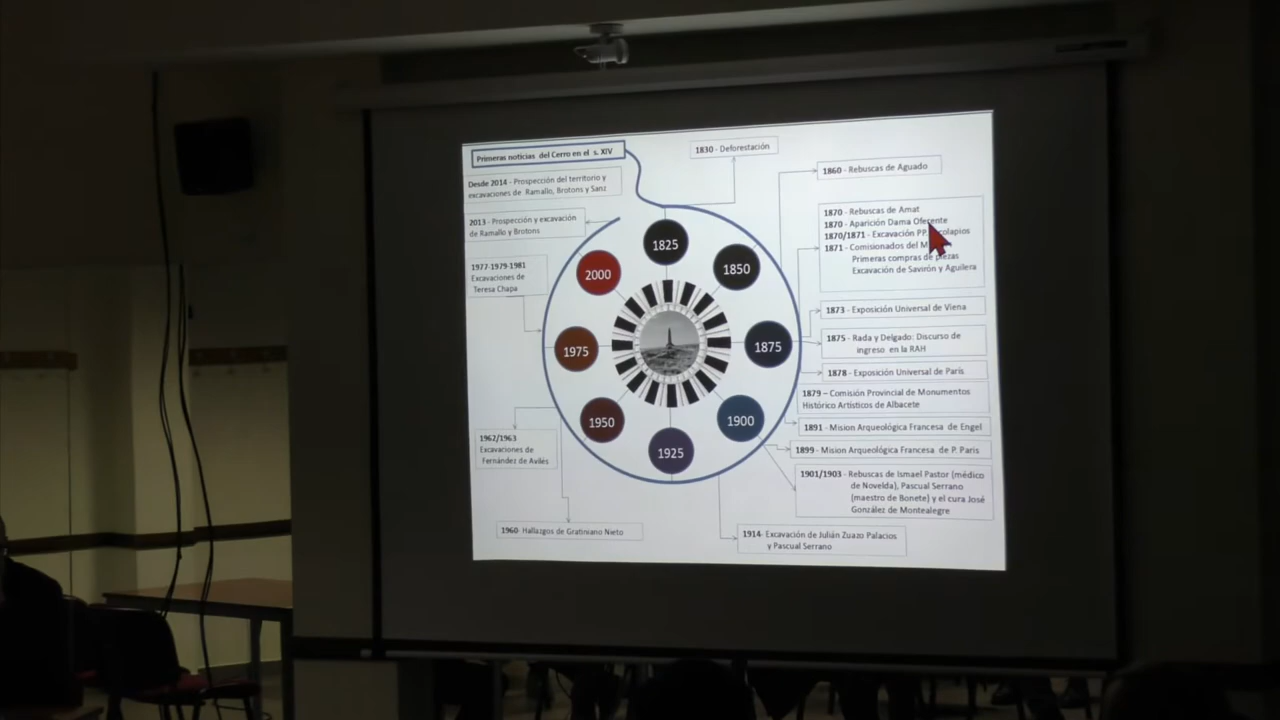 Primeras noticias del Cerro en el s. XIV
1830 - Deforestación
Desde 2014 - Prospección del territorio y
excavaciones de Ramallo, Brotons y Sanz
2013 - Prospección y excavación
de Ramallo y Brotons
1977-1979-1981
Excavaciones de
Teresa Chapa
1962/1963
Excavaciones de
Fernández de Avilés
1960- Hallazgos de Gratiniano Nieto
1825
1850
1875
1900
1925
1950
1975
2000
1860 - Rebuscas de Aguado
1870 - Rebuscas de Amat
1870 - Aparición Dama Oferente
1870/1871 - Excavación PP.
1871 - Comisionados del
Primeras compras de piezas
Excavación de Savirón y Aguilera
1873 - Exposición Universal de Viena
1875 - Rada y Delgado: Discurso de
ingreso en la RAH
1878 - Exposición Universal de París
1879 – Comisión Provincial de Monumentos
Histórico Artísticos de Albacete
1891 - Mision Arqueológica Francesa de Engel
1899 - Mision Arqueológica Francesa de P. Paris
1901/1903 - Rebuscas de Ismael Pastor (médico
de Novelda), Pascual Serrano
(maestro de Bonete) y el cura José
González de Montealegre
1914- Excavación de Julián Zuazo Palacios
y Pascual Serrano